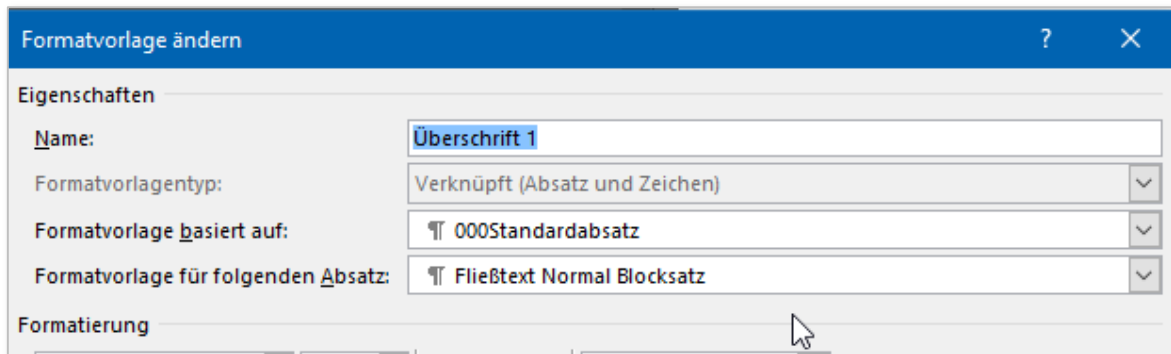 Formatvorlage ändern ?
Eigenschaften
Name: Überschrift 1
Formatvorlagentyp: Verknüpft (Absatz und Zeichen)
Formatvorlage basiert auf: ¶ 000Standardabsatz
Formatvorlage für folgenden Absatz: ¶ Fließtext Normal Blocksatz
Formatierung